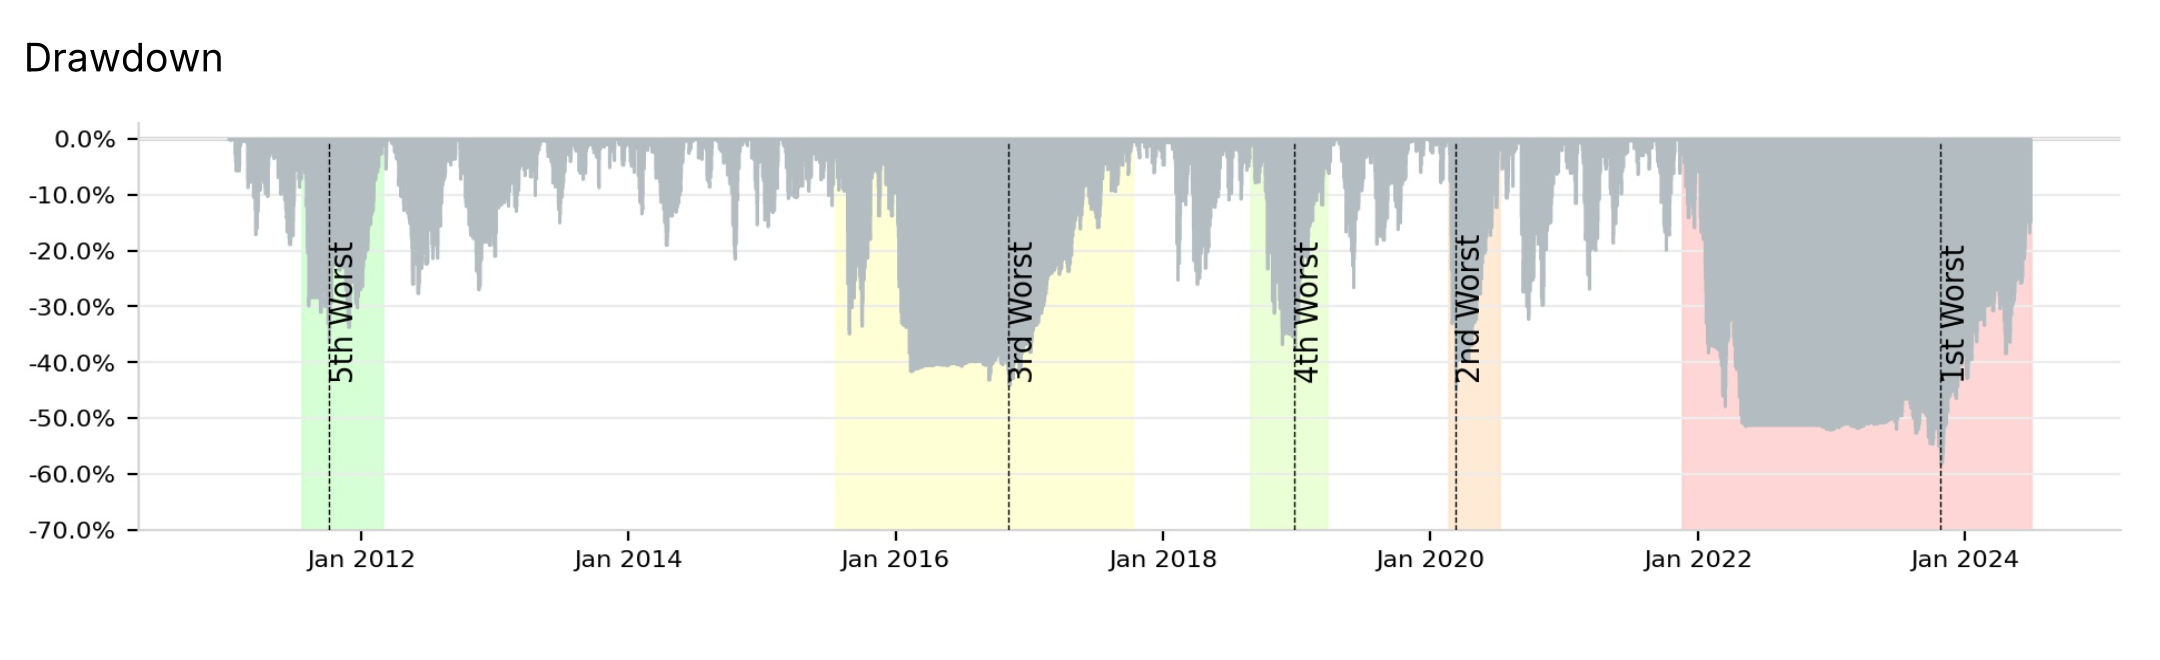 Drawdown
0.0%
-10.0%
-20.0%
-30.0%
-40.0%
-50.0%
-60.0%
-70.0%
5th Worst
3rd Worst
4th Worst
2nd Worst
1st Worst
Jan 2012
Jan 2014
Jan 2016
Jan 2018
Jan 2020
Jan 2022
Jan 2024